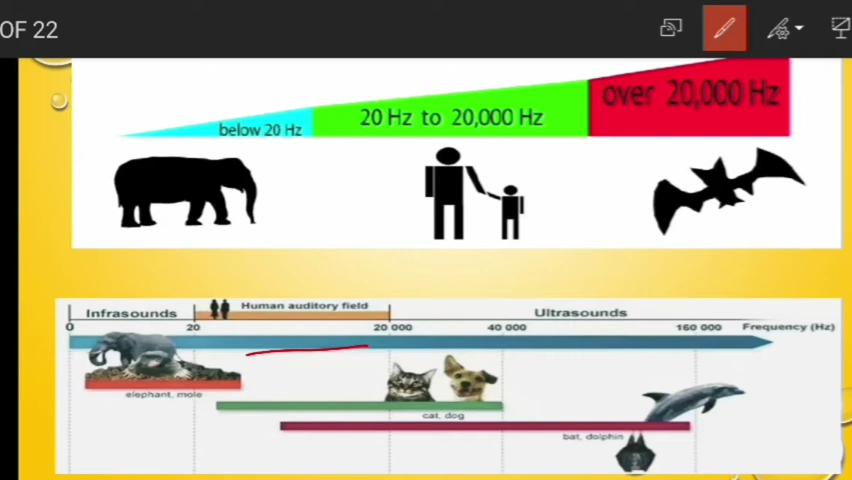 OF 22
below 20 Hz
20 Hz to 20,000 Hz
over 20,000 Hz
Infrasounds
Human auditory field
Ultrasounds
0
20
20 000
40 000
160 000
Frequency (Hz)
elephant, mole
cat, dog
bat, dolphin